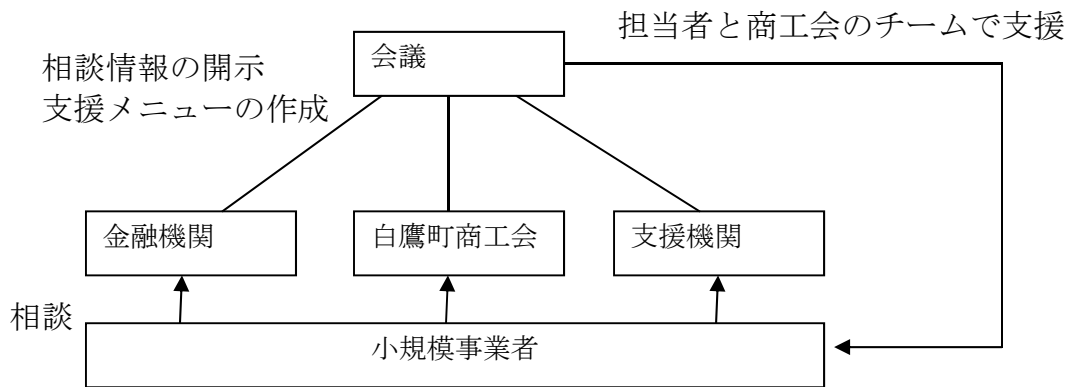 担当者と商工会のチームで支援
会議
相談情報の開示
支援メニューの作成
金融機関
白鷹町商工会
支援機関
相談
小規模事業者